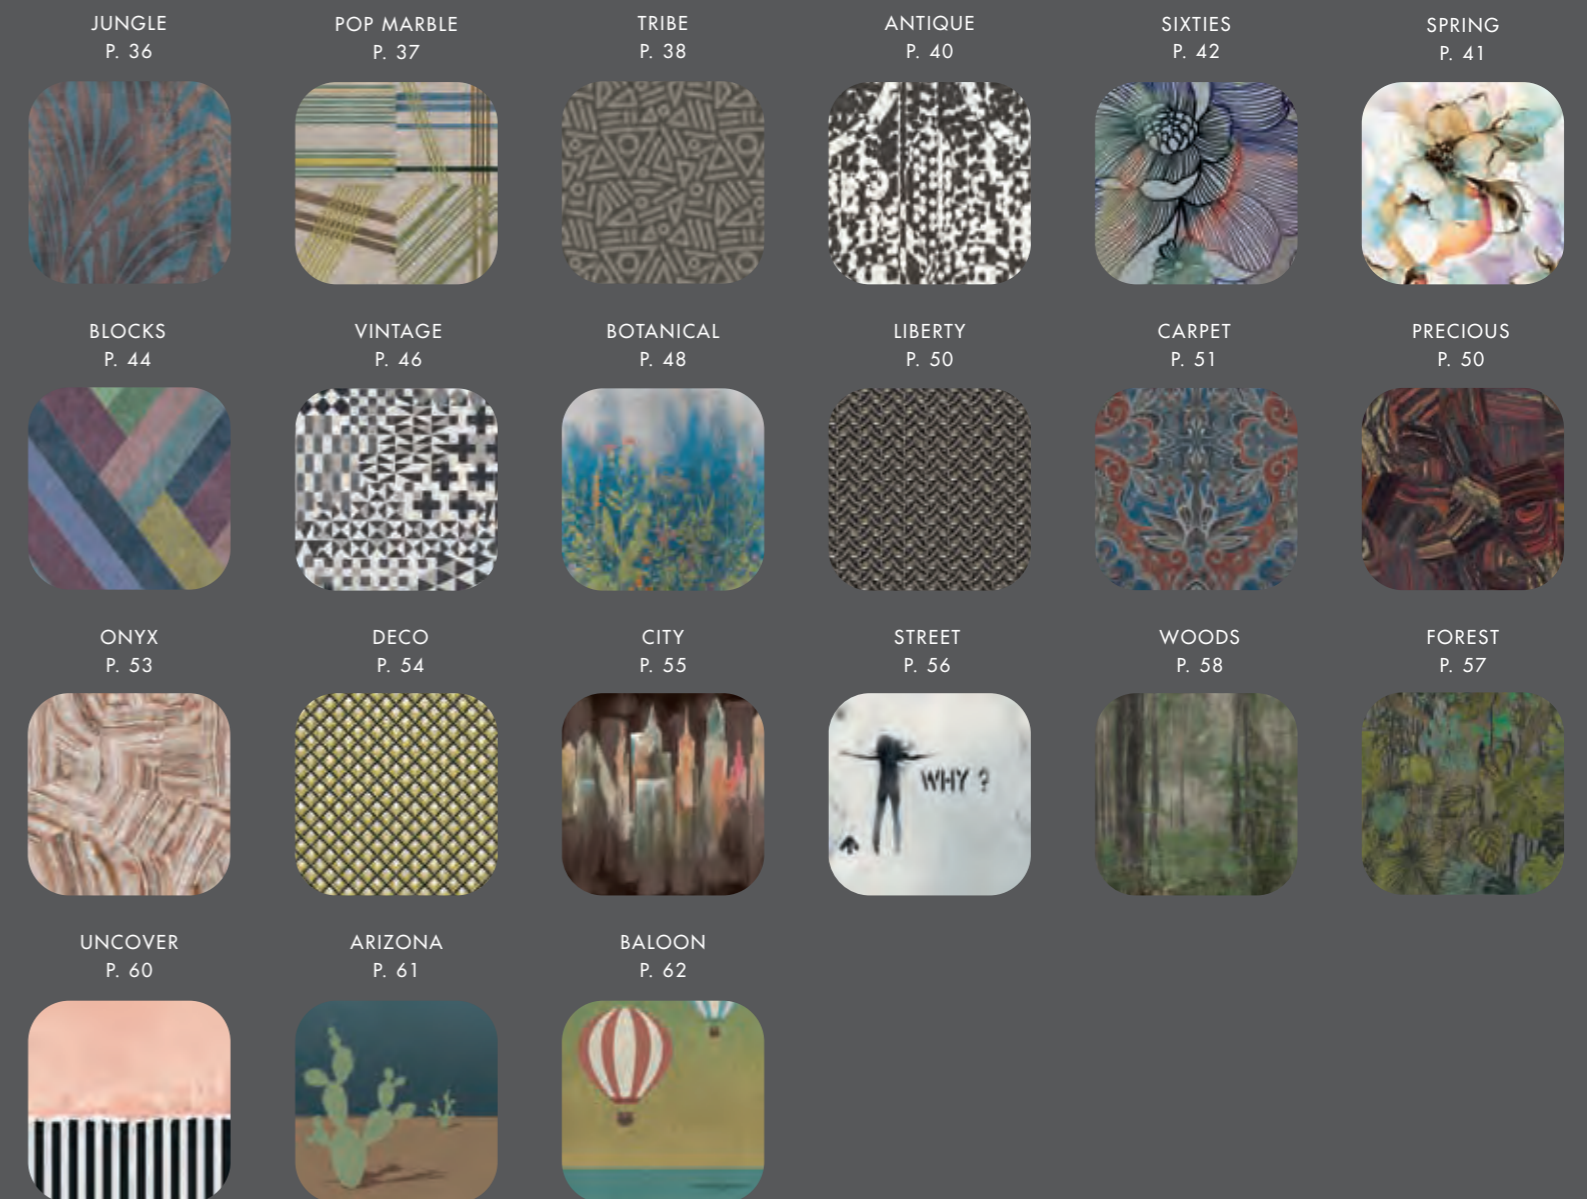 JUNGLE
P. 36
POP MARBLE
P. 37
TRIBE
P. 38
ANTIQUE
P. 40
SIXTIES
P. 42
SPRING
P. 41
BLOCKS
P. 44
VINTAGE
P. 46
BOTANICAL
P. 48
LIBERTY
P. 50
CARPET
P. 51
PRECIOUS
P. 50
ONYX
P. 53
DECO
P. 54
CITY
P. 55
STREET
P. 56
WOODS
P. 58
FOREST
P. 57
WHY ?
UNCOVER
P. 60
ARIZONA
P. 61
BALOON
P. 62